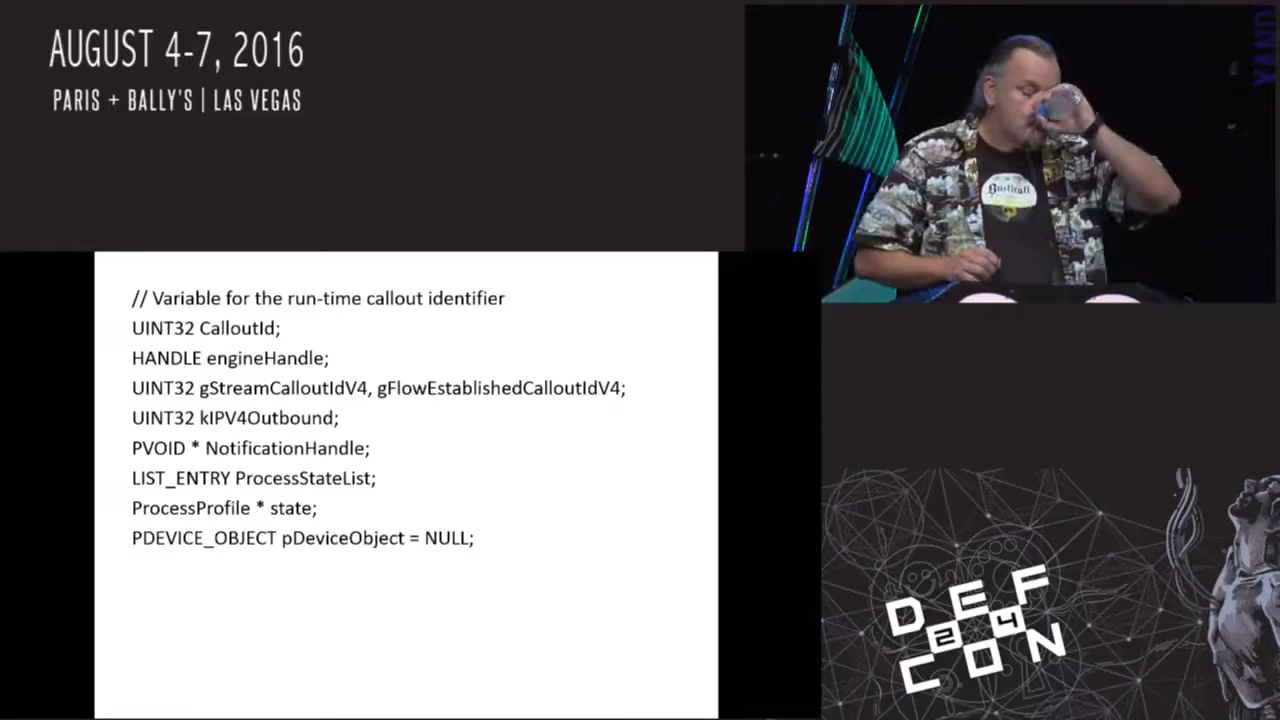 AUGUST 4-7, 2016
PARIS + BALLY'S | LAS VEGAS
// Variable for the run-time callout identifier
UINT32 CalloutId;
HANDLE engineHandle;
UINT32 gStreamCalloutIdV4, gFlowEstablishedCalloutIdV4;
UINT32 kIPV4Outbound;
PVOID * NotificationHandle;
LIST_ENTRY ProcessStateList;
ProcessProfile * state;
PDEVICE_OBJECT pDeviceObject = NULL;
DEF
24
CON